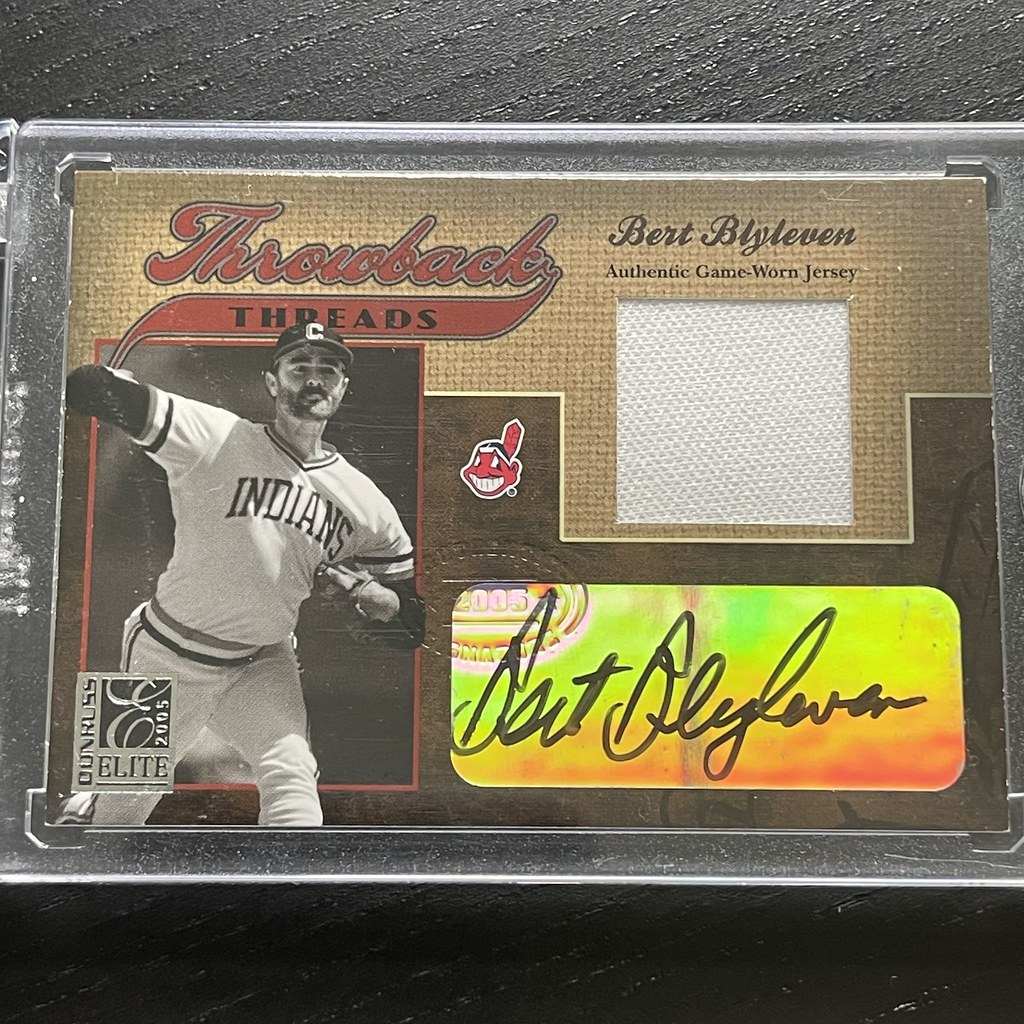 Throwback
THREADS
Bert Blyleven
Authentic Game-Worn Jersey
C
INDIANS
2005
Bert Blyleven
DONRUSS
E
2005
ELITE